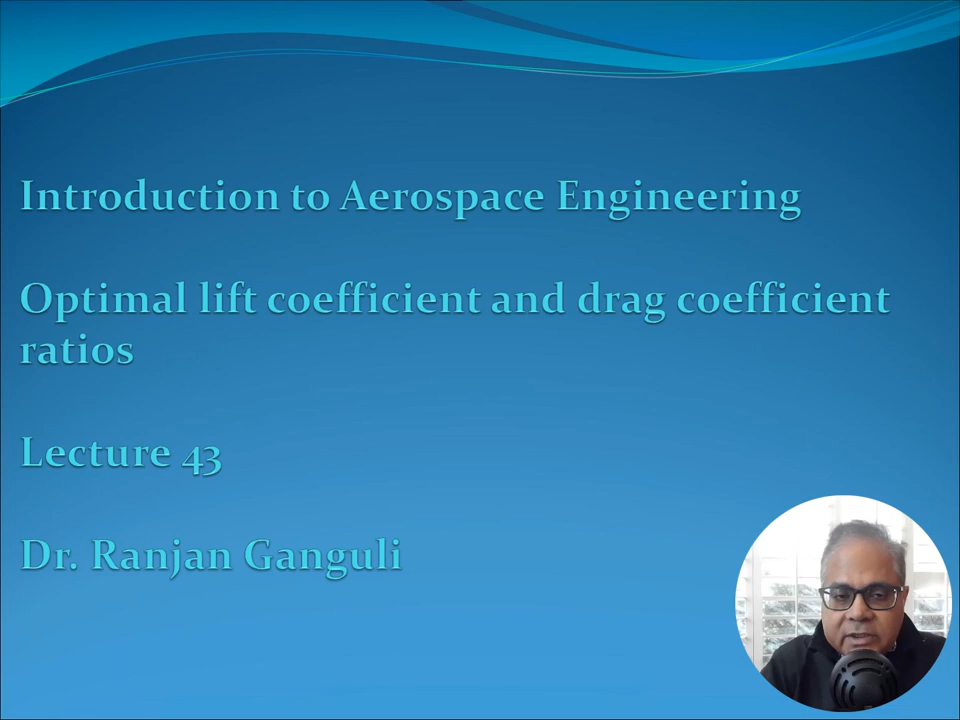 Introduction to Aerospace Engineering
Optimal lift coefficient and drag coefficient
ratios
Lecture 43
Dr. Ranjan Ganguli